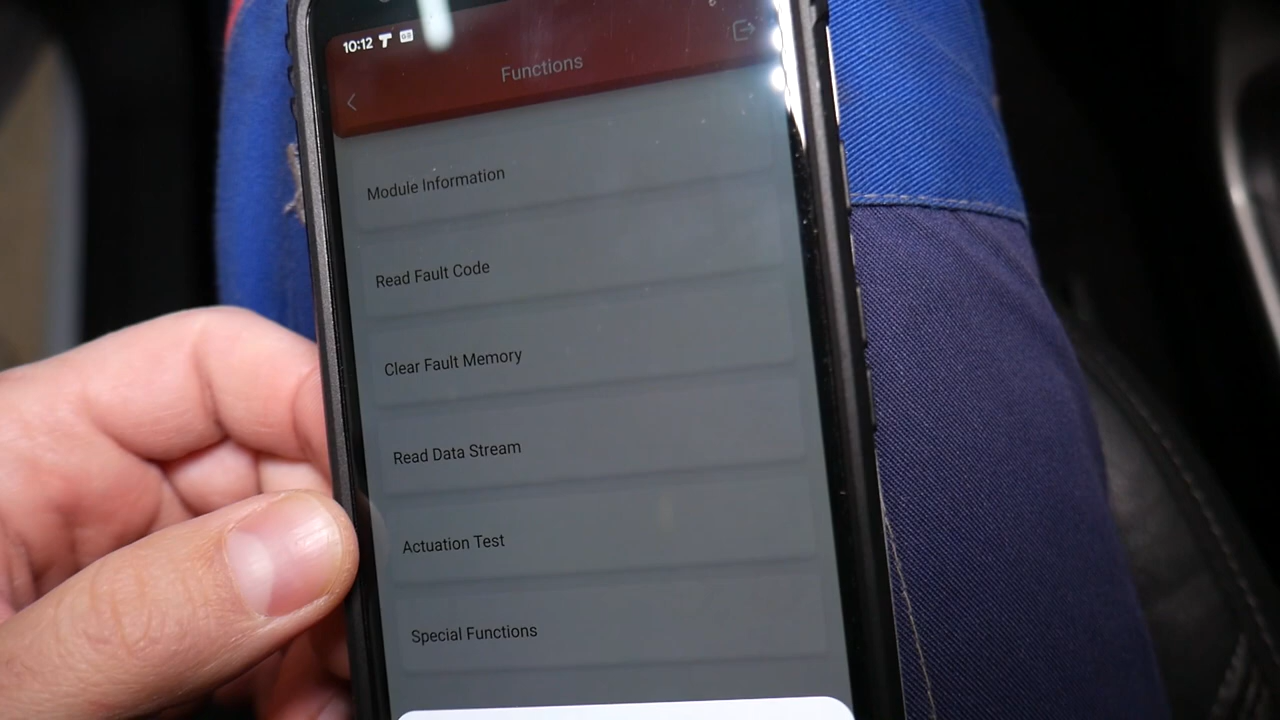 10:12
Functions
Module Information
Read Fault Code
Clear Fault Memory
Read Data Stream
Actuation Test
Special Functions